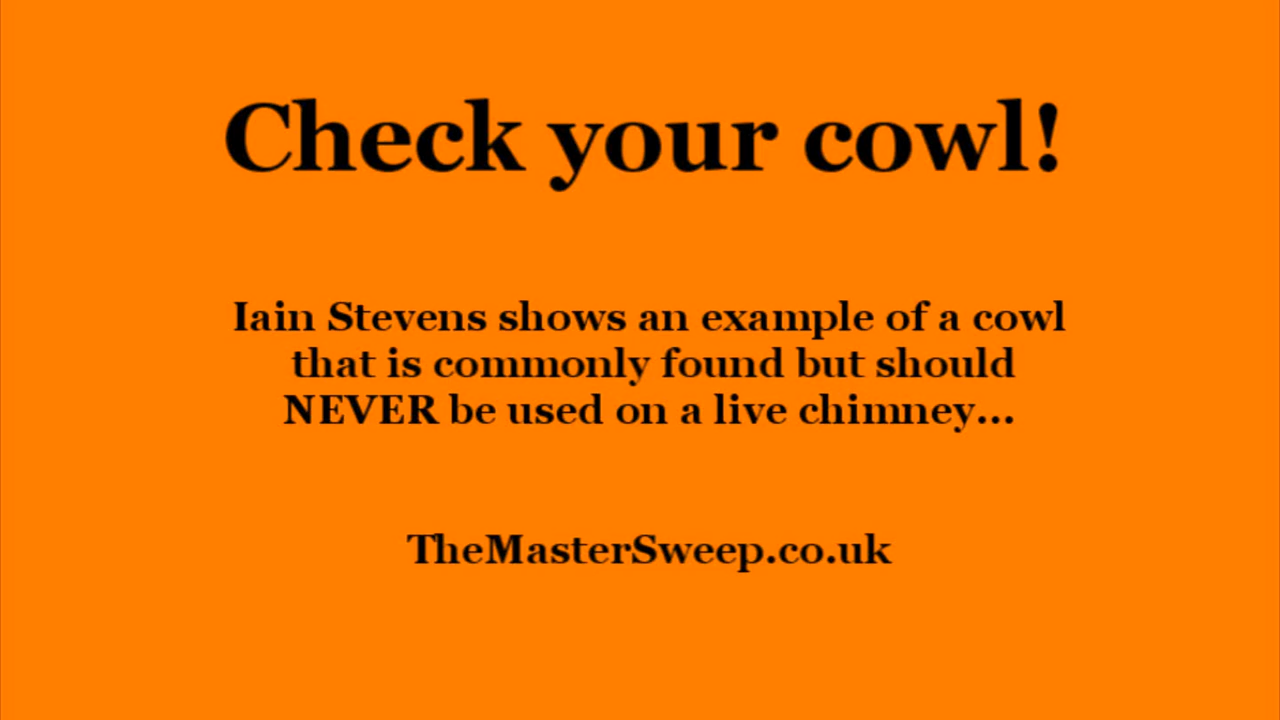 Check your cowl!
Iain Stevens shows an example of a cowl
that is commonly found but should
NEVER be used on a live chimney...
TheMasterSweep.co.uk